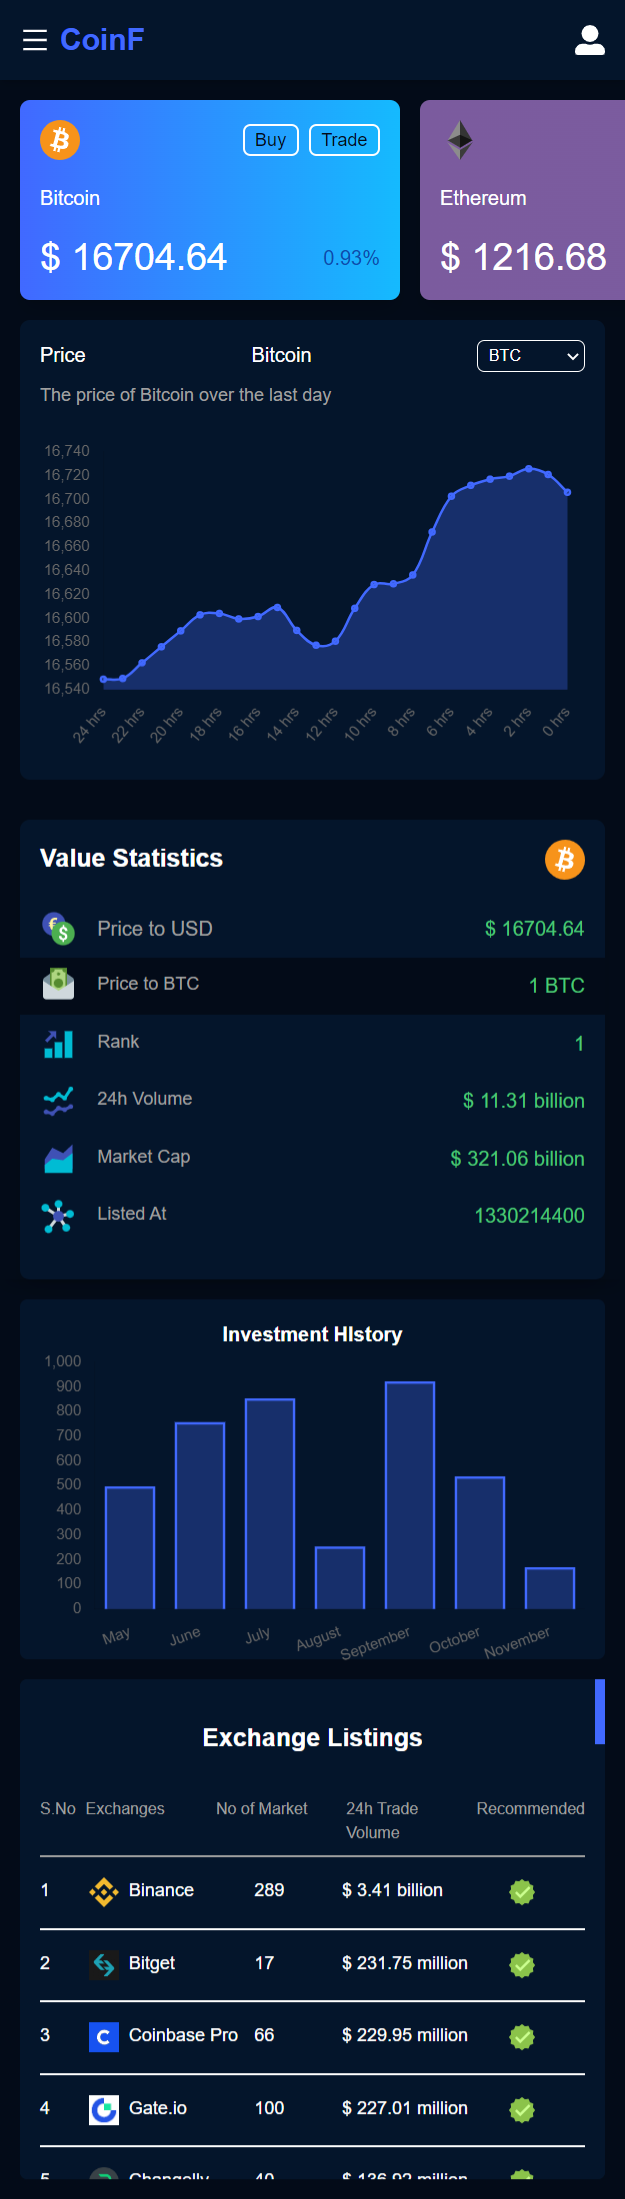 CoinF
Buy Trade
Bitcoin
$ 16704.64 0.93%
Ethereum
$ 1216.68
Price Bitcoin BTC
The price of Bitcoin over the last day
16,740
16,720
16,700
16,680
16,660
16,640
16,620
16,600
16,580
16,560
16,540
24 hrs 22 hrs 20 hrs 18 hrs 16 hrs 14 hrs 12 hrs 10 hrs 8 hrs 6 hrs 4 hrs 2 hrs 0 hrs
Value Statistics
Price to USD $ 16704.64
Price to BTC 1 BTC
Rank 1
24h Volume $ 11.31 billion
Market Cap $ 321.06 billion
Listed At 1330214400
Investment HIstory
1,000
900
800
700
600
500
400
300
200
100
0
May June July August September October November
Exchange Listings
S.No Exchanges No of Market 24h Trade Volume Recommended
1 Binance 289 $ 3.41 billion
2 Bitget 17 $ 231.75 million
3 Coinbase Pro 66 $ 229.95 million
4 Gate.io 100 $ 227.01 million
5 Changelly 40 $ 136.92 million